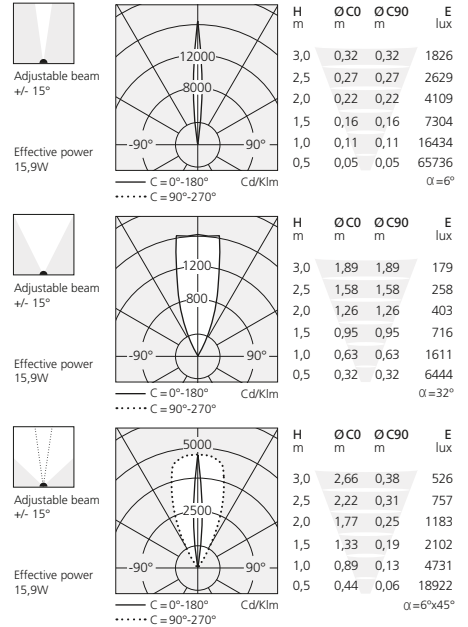 Adjustable beam
+/- 15°
Effective power
15,9W
12000
8000
-90° 90°
C = 0°-180° Cd/Klm
C = 90°-270°
H ØC0 ØC90 E
m m m lux
3,0 0,32 0,32 1826
2,5 0,27 0,27 2629
2,0 0,22 0,22 4109
1,5 0,16 0,16 7304
1,0 0,11 0,11 16434
0,5 0,05 0,05 65736
α=6°
Adjustable beam
+/- 15°
Effective power
15,9W
1200
800
-90° 90°
C = 0°-180° Cd/Klm
C = 90°-270°
H ØC0 ØC90 E
m m m lux
3,0 1,89 1,89 179
2,5 1,58 1,58 258
2,0 1,26 1,26 403
1,5 0,95 0,95 716
1,0 0,63 0,63 1611
0,5 0,32 0,32 6444
α=32°
Adjustable beam
+/- 15°
Effective power
15,9W
5000
2500
-90° 90°
C = 0°-180° Cd/Klm
C = 90°-270°
H ØC0 ØC90 E
m m m lux
3,0 2,66 0,38 526
2,5 2,22 0,31 757
2,0 1,77 0,25 1183
1,5 1,33 0,19 2102
1,0 0,89 0,13 4731
0,5 0,44 0,06 18922
α=6°x45°